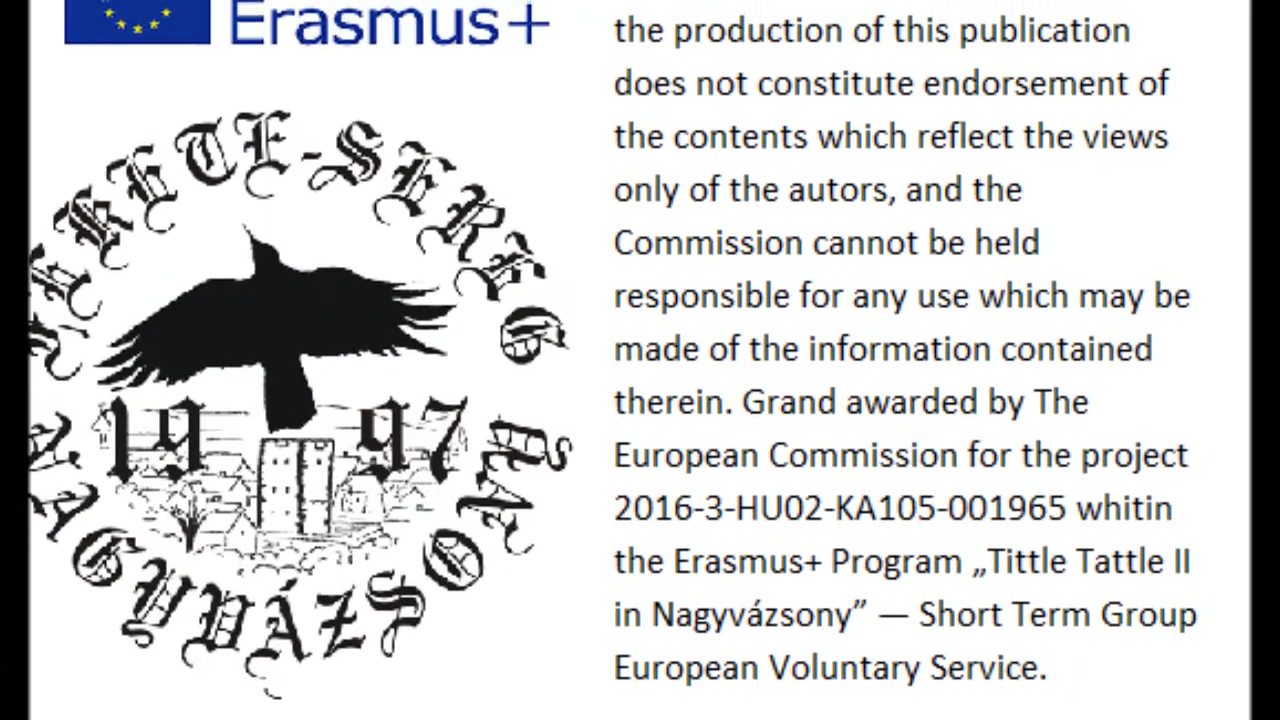 Erasmus+
FEKETE-SEREG
1997
NAGYVÁZSONY
the production of this publication
does not constitute endorsement of
the contents which reflect the views
only of the autors, and the
Commission cannot be held
responsible for any use which may be
made of the information contained
therein. Grand awarded by The
European Commission for the project
2016-3-HU02-KA105-001965 whitin
the Erasmus+ Program „Tittle Tattle II
in Nagyvázsony” — Short Term Group
European Voluntary Service.